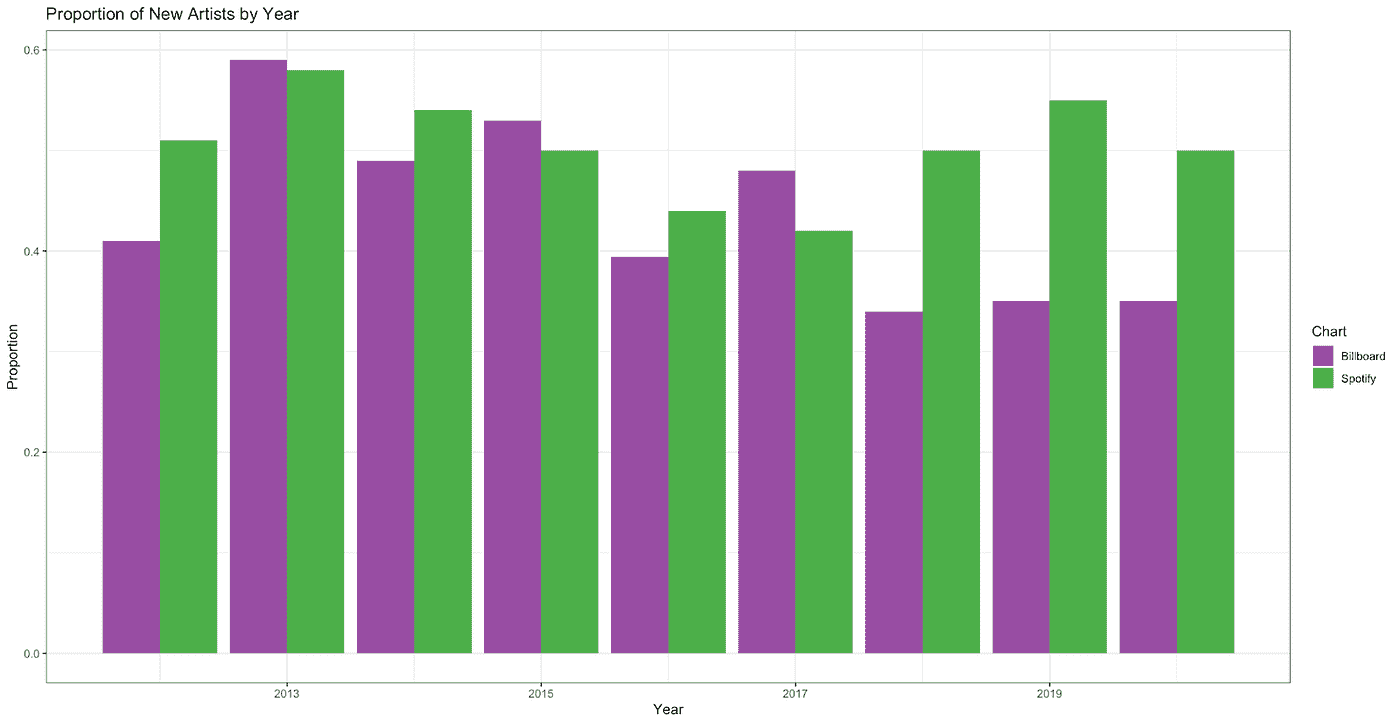 Proportion of New Artists by Year
0.6
0.4
0.2
0.0
Proportion
2013 2015 2017 2019
Year
Chart
Billboard
Spotify